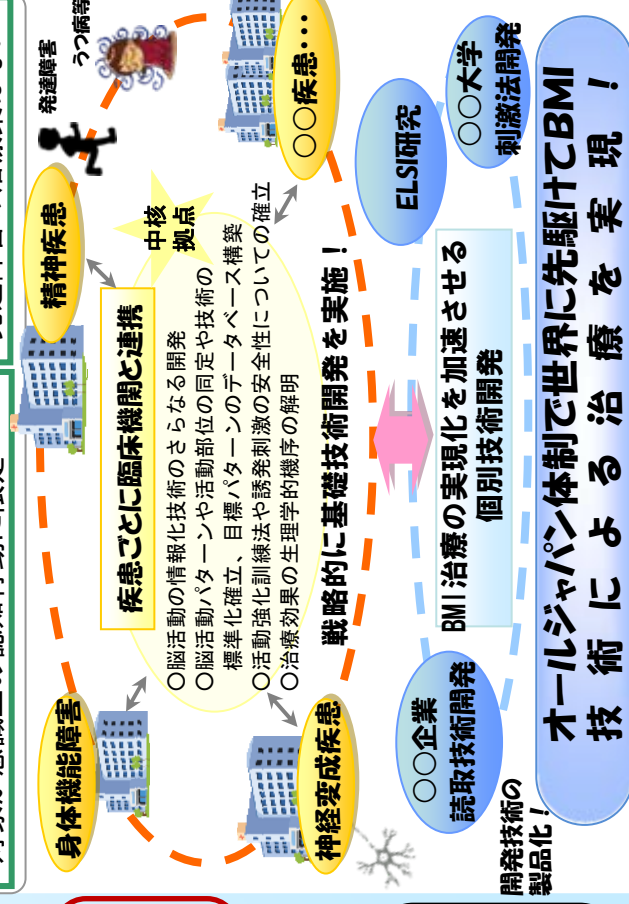 発達障害
うつ病等
精神疾患
身体機能障害
中核
拠点
疾患ごとに臨床機関と連携
○脳活動の情報化技術のさらなる開発
○脳活動パターンや活動部位の同定や技術の
標準化確立、目標パターンのデータベース構築
○活動強化訓練法や誘発刺激の安全性についての確立
○治療効果の生理学的機序の解明
戦略的に基礎技術開発を実施！
神経変成疾患
○○疾患･･･
ELSI研究
○○大学
刺激法開発
○○企業
読取技術開発
BMI治療の実現化を加速させる
個別技術開発
開発技術の
製品化！
オールジャパン体制で世界に先駆けてBMI
技術による治療を実現！